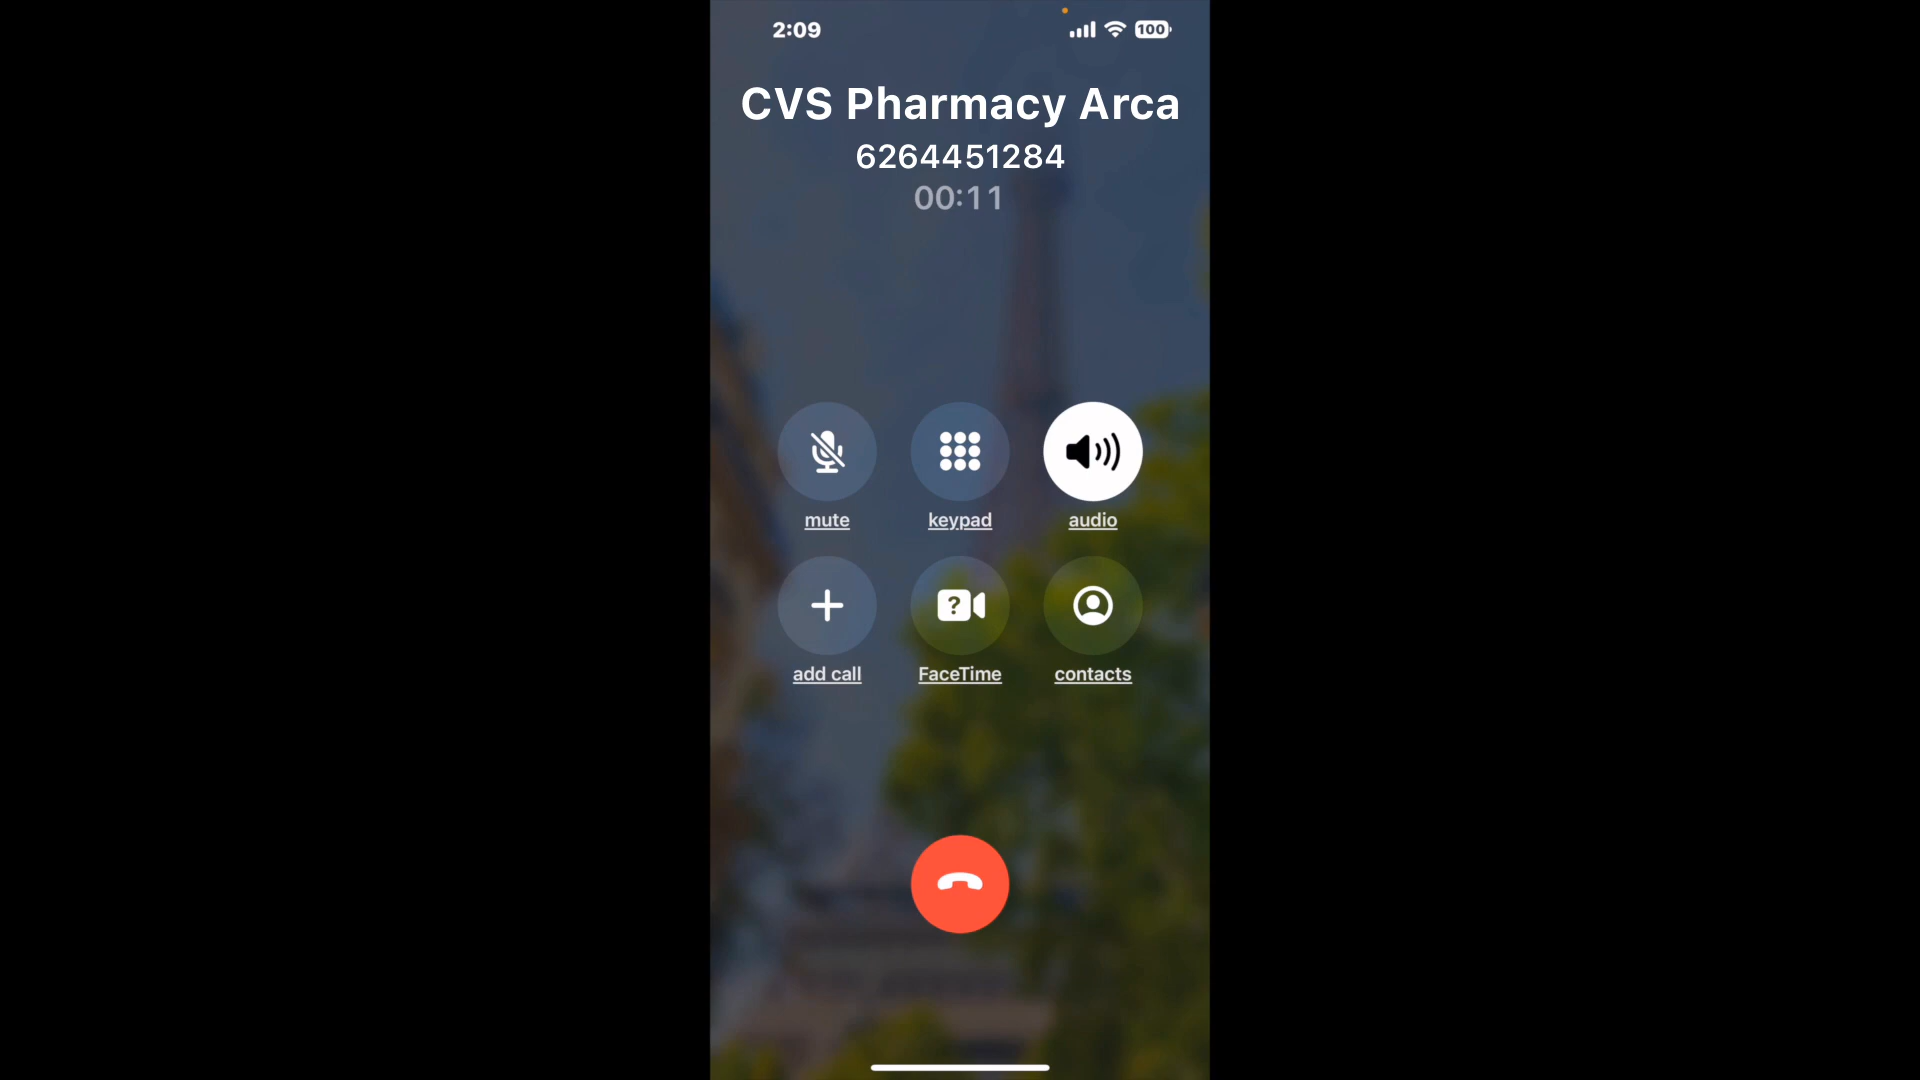 2:09
100
CVS Pharmacy Arca
6264451284
00:11
mute
keypad
audio
?
add call
FaceTime
contacts